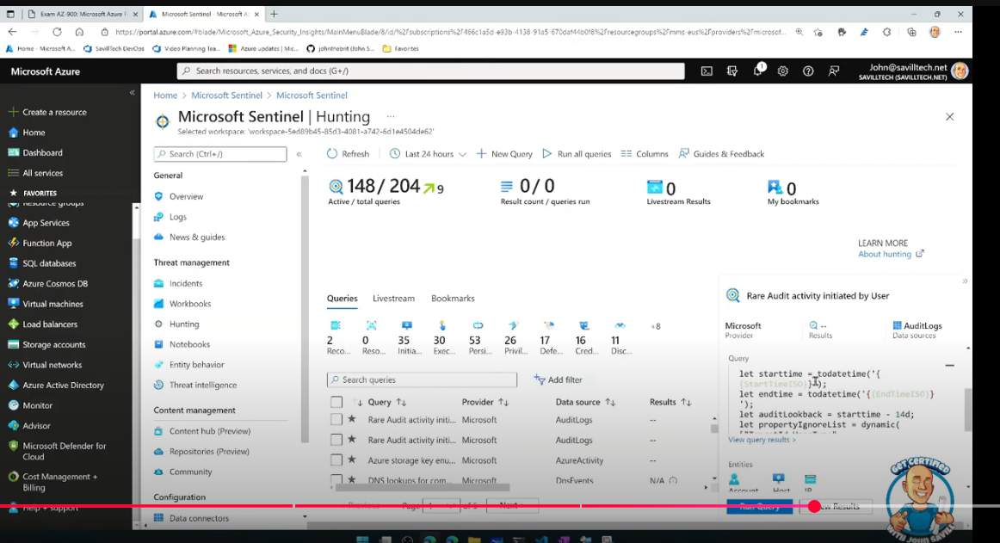 Exam AZ-900: Microsoft Azure F
Microsoft Sentinel - Microsoft A
https://portal.azure.com/#blade/Microsoft_Azure_Security_Insights/MainMenuBlade/8/id/%2Fsubscriptions%2F466c1a5d-e93b-4138-91a5-670daf44b0f8%2Fresourcegroups%2Fmms-eus%2Fproviders%2Fmicrosof...
Home - Microsoft A... SavillTech DevOps Video Planning Tea... Azure updates | Mic... johnthebrit (John S... Favorites
Microsoft Azure
Search resources, services, and docs (G+/)
1
John@savilltech.net
SAVILLTECH (SAVILLTECH.NET)
Create a resource
Home
Dashboard
All services
FAVORITES
Resource groups
App Services
Function App
SQL databases
Azure Cosmos DB
Virtual machines
Load balancers
Storage accounts
Virtual networks
Azure Active Directory
Monitor
Advisor
Microsoft Defender for
Cloud
Cost Management +
Billing
Help + support
Home > Microsoft Sentinel > Microsoft Sentinel
Microsoft Sentinel | Hunting ...
Selected workspace: 'workspace-5ed89b45-85d3-4081-a742-6d1e4504de62'
Search (Ctrl+/)
General
Overview
Logs
News & guides
Threat management
Incidents
Workbooks
Hunting
Notebooks
Entity behavior
Threat intelligence
Content management
Content hub (Preview)
Repositories (Preview)
Community
Configuration
Data connectors
Refresh Last 24 hours New Query Run all queries Columns Guides & Feedback
148 / 204 9
Active / total queries
0 / 0
Result count / queries run
0
Livestream Results
0
My bookmarks
LEARN MORE
About hunting
Queries Livestream Bookmarks
2 0 35 30 53 26 17 16 11 +8
Reco... Reso... Initia... Exec... Persi... Privil... Defe... Cred... Disc...
Search queries
Add filter
Query Provider Data source Results
Rare Audit activity initi... Microsoft AuditLogs --
Rare Audit activity initi... Microsoft AuditLogs --
Azure storage key enu... Microsoft AzureActivity --
DNS lookups for com... Microsoft DnsEvents N/A
Previous Page 1 of 5 Next
Rare Audit activity initiated by User
Microsoft
Provider
--
Results
AuditLogs
Data sources
Query
let starttime = todatetime('{
{StartTimeISO}}');
let endtime = todatetime('{{EndTimeISO}}
');
let auditLookback = starttime - 14d;
let propertyIgnoreList = dynamic(
View query results >
Entities
Account Host IP
Run Query
View Results
GET CERTIFIED
WITH JOHN SAVILL